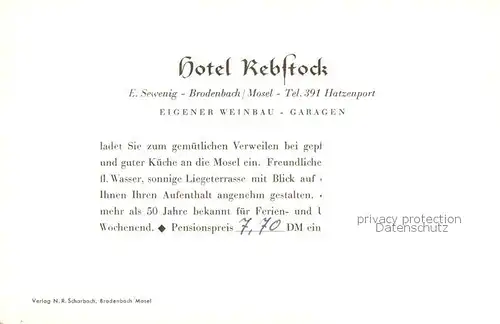 Hotel Rebstock
E. Sewenig - Brodenbach/Mosel - Tel. 391 Hatzenport
EIGENER WEINBAU - GARAGEN
ladet Sie zum gemütlichen Verweilen bei gepf
und guter Küche an die Mosel ein. Freundliche
fl. Wasser, sonnige Liegeterrasse mit Blick auf
Ihnen Ihren Aufenthalt angenehm gestalten.
mehr als 50 Jahre bekannt für Ferien- und
Wochenend. ◆ Pensionspreis 7,70 DM ein
privacy protection
DarkoAntikMar
Verlag N. R. Scharbach, Brodenbach/Mosel